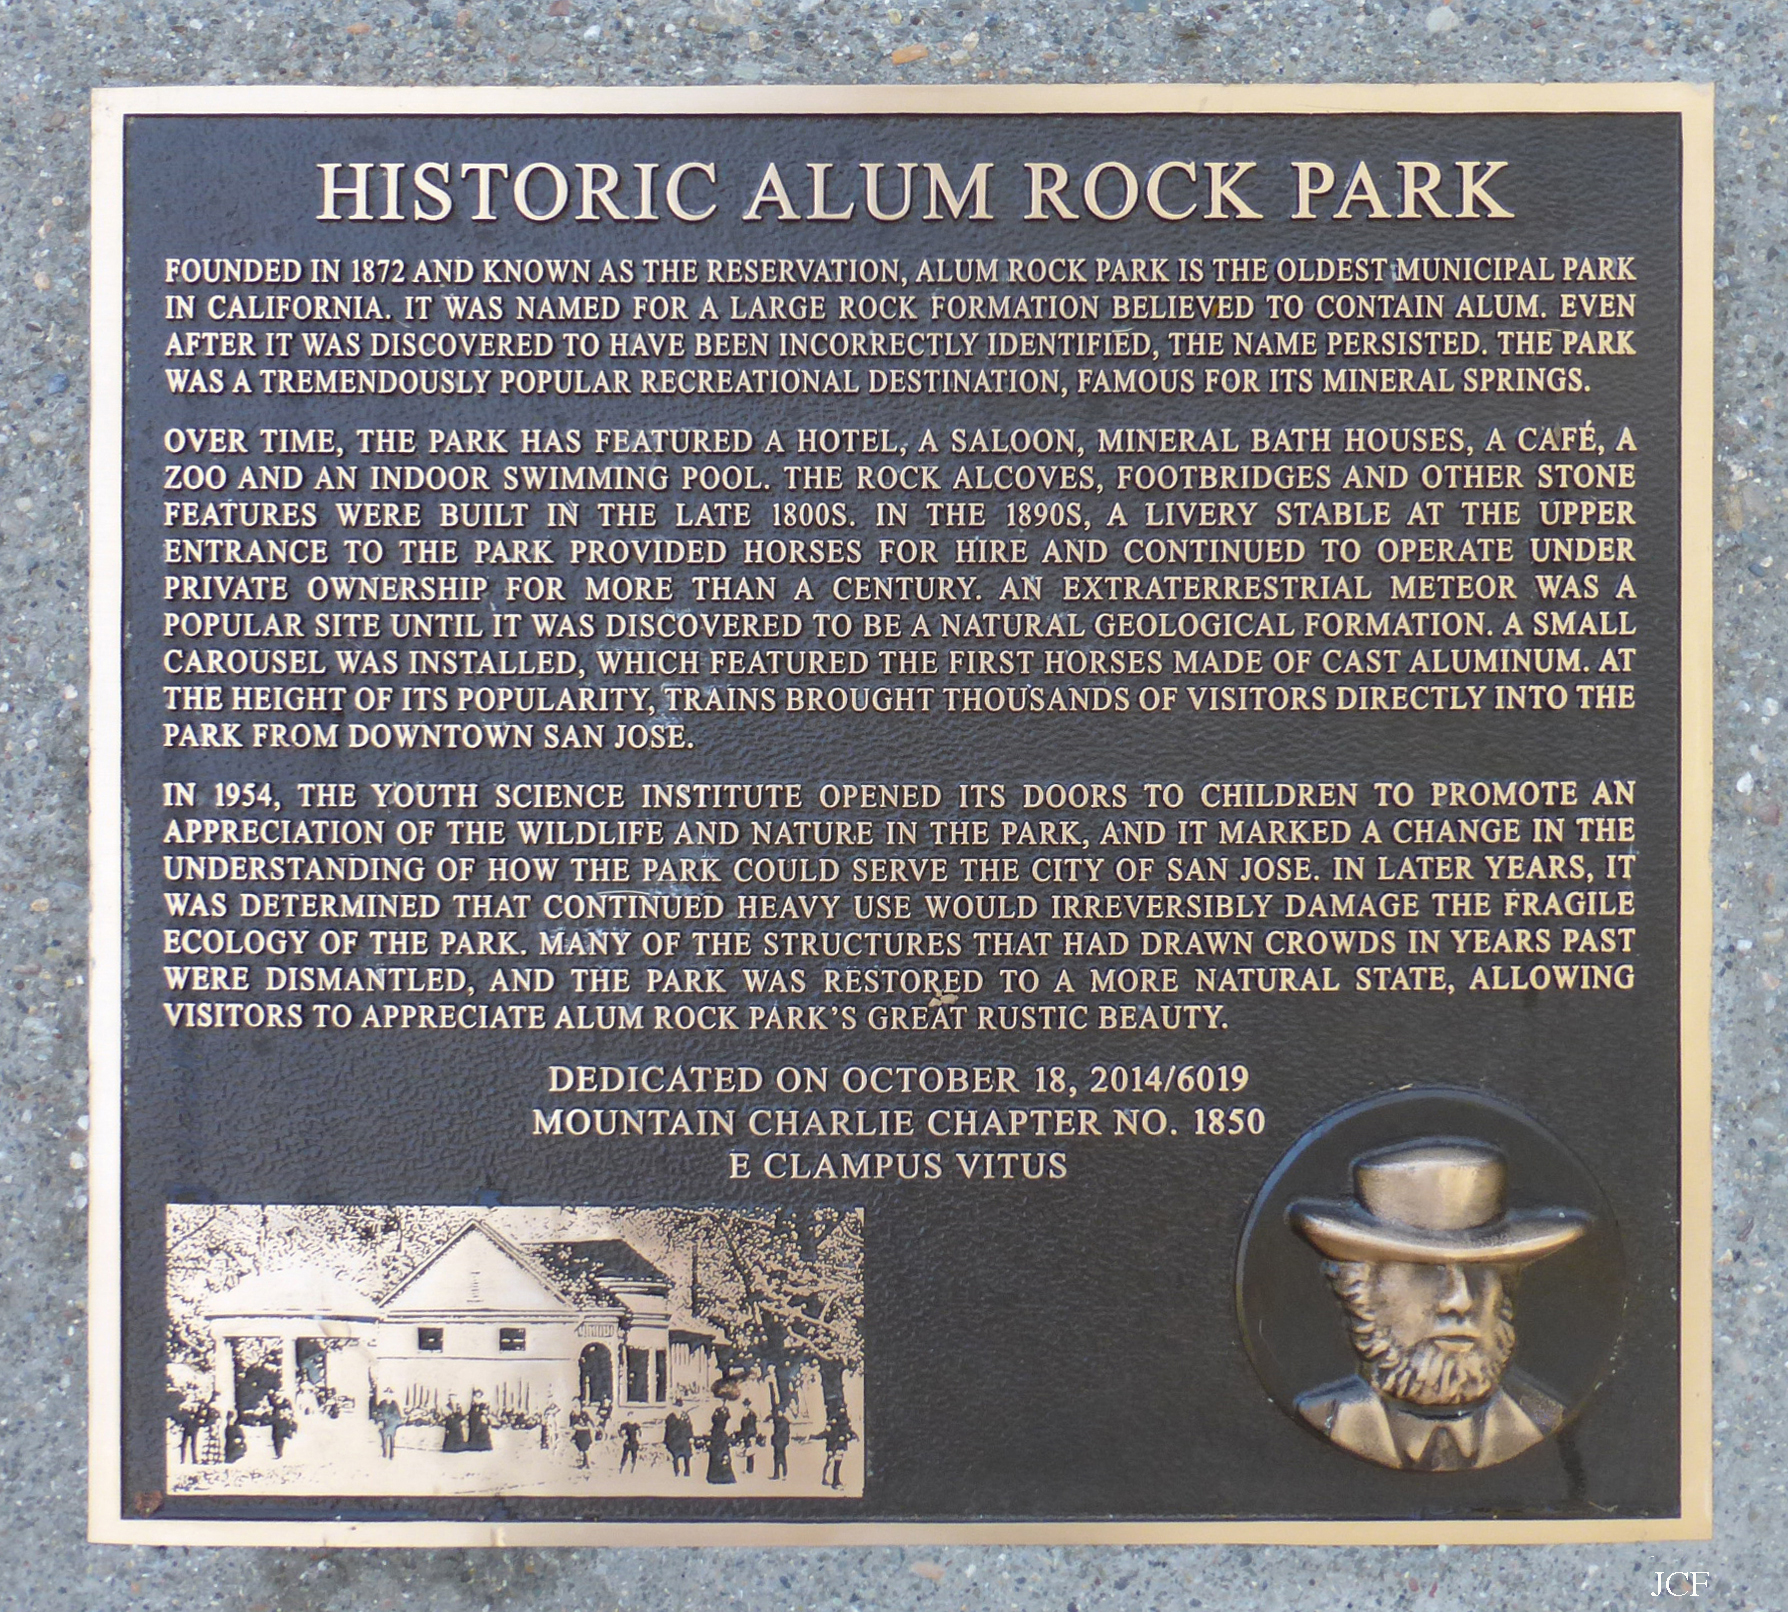 HISTORIC ALUM ROCK PARK
FOUNDED IN 1872 AND KNOWN AS THE RESERVATION, ALUM ROCK PARK IS THE OLDEST MUNICIPAL PARK
IN CALIFORNIA. IT WAS NAMED FOR A LARGE ROCK FORMATION BELIEVED TO CONTAIN ALUM. EVEN
AFTER IT WAS DISCOVERED TO HAVE BEEN INCORRECTLY IDENTIFIED, THE NAME PERSISTED. THE PARK
WAS A TREMENDOUSLY POPULAR RECREATIONAL DESTINATION, FAMOUS FOR ITS MINERAL SPRINGS.
OVER TIME, THE PARK HAS FEATURED A HOTEL, A SALOON, MINERAL BATH HOUSES, A CAFÉ, A
ZOO AND AN INDOOR SWIMMING POOL. THE ROCK ALCOVES, FOOTBRIDGES AND OTHER STONE
FEATURES WERE BUILT IN THE LATE 1800S. IN THE 1890S, A LIVERY STABLE AT THE UPPER
ENTRANCE TO THE PARK PROVIDED HORSES FOR HIRE AND CONTINUED TO OPERATE UNDER
PRIVATE OWNERSHIP FOR MORE THAN A CENTURY. AN EXTRATERRESTRIAL METEOR WAS A
POPULAR SITE UNTIL IT WAS DISCOVERED TO BE A NATURAL GEOLOGICAL FORMATION. A SMALL
CAROUSEL WAS INSTALLED, WHICH FEATURED THE FIRST HORSES MADE OF CAST ALUMINUM. AT
THE HEIGHT OF ITS POPULARITY, TRAINS BROUGHT THOUSANDS OF VISITORS DIRECTLY INTO THE
PARK FROM DOWNTOWN SAN JOSE.
IN 1954, THE YOUTH SCIENCE INSTITUTE OPENED ITS DOORS TO CHILDREN TO PROMOTE AN
APPRECIATION OF THE WILDLIFE AND NATURE IN THE PARK, AND IT MARKED A CHANGE IN THE
UNDERSTANDING OF HOW THE PARK COULD SERVE THE CITY OF SAN JOSE. IN LATER YEARS, IT
WAS DETERMINED THAT CONTINUED HEAVY USE WOULD IRREVERSIBLY DAMAGE THE FRAGILE
ECOLOGY OF THE PARK. MANY OF THE STRUCTURES THAT HAD DRAWN CROWDS IN YEARS PAST
WERE DISMANTLED, AND THE PARK WAS RESTORED TO A MORE NATURAL STATE, ALLOWING
VISITORS TO APPRECIATE ALUM ROCK PARK'S GREAT RUSTIC BEAUTY.
DEDICATED ON OCTOBER 18, 2014/6019
MOUNTAIN CHARLIE CHAPTER NO. 1850
E CLAMPUS VITUS
JCF